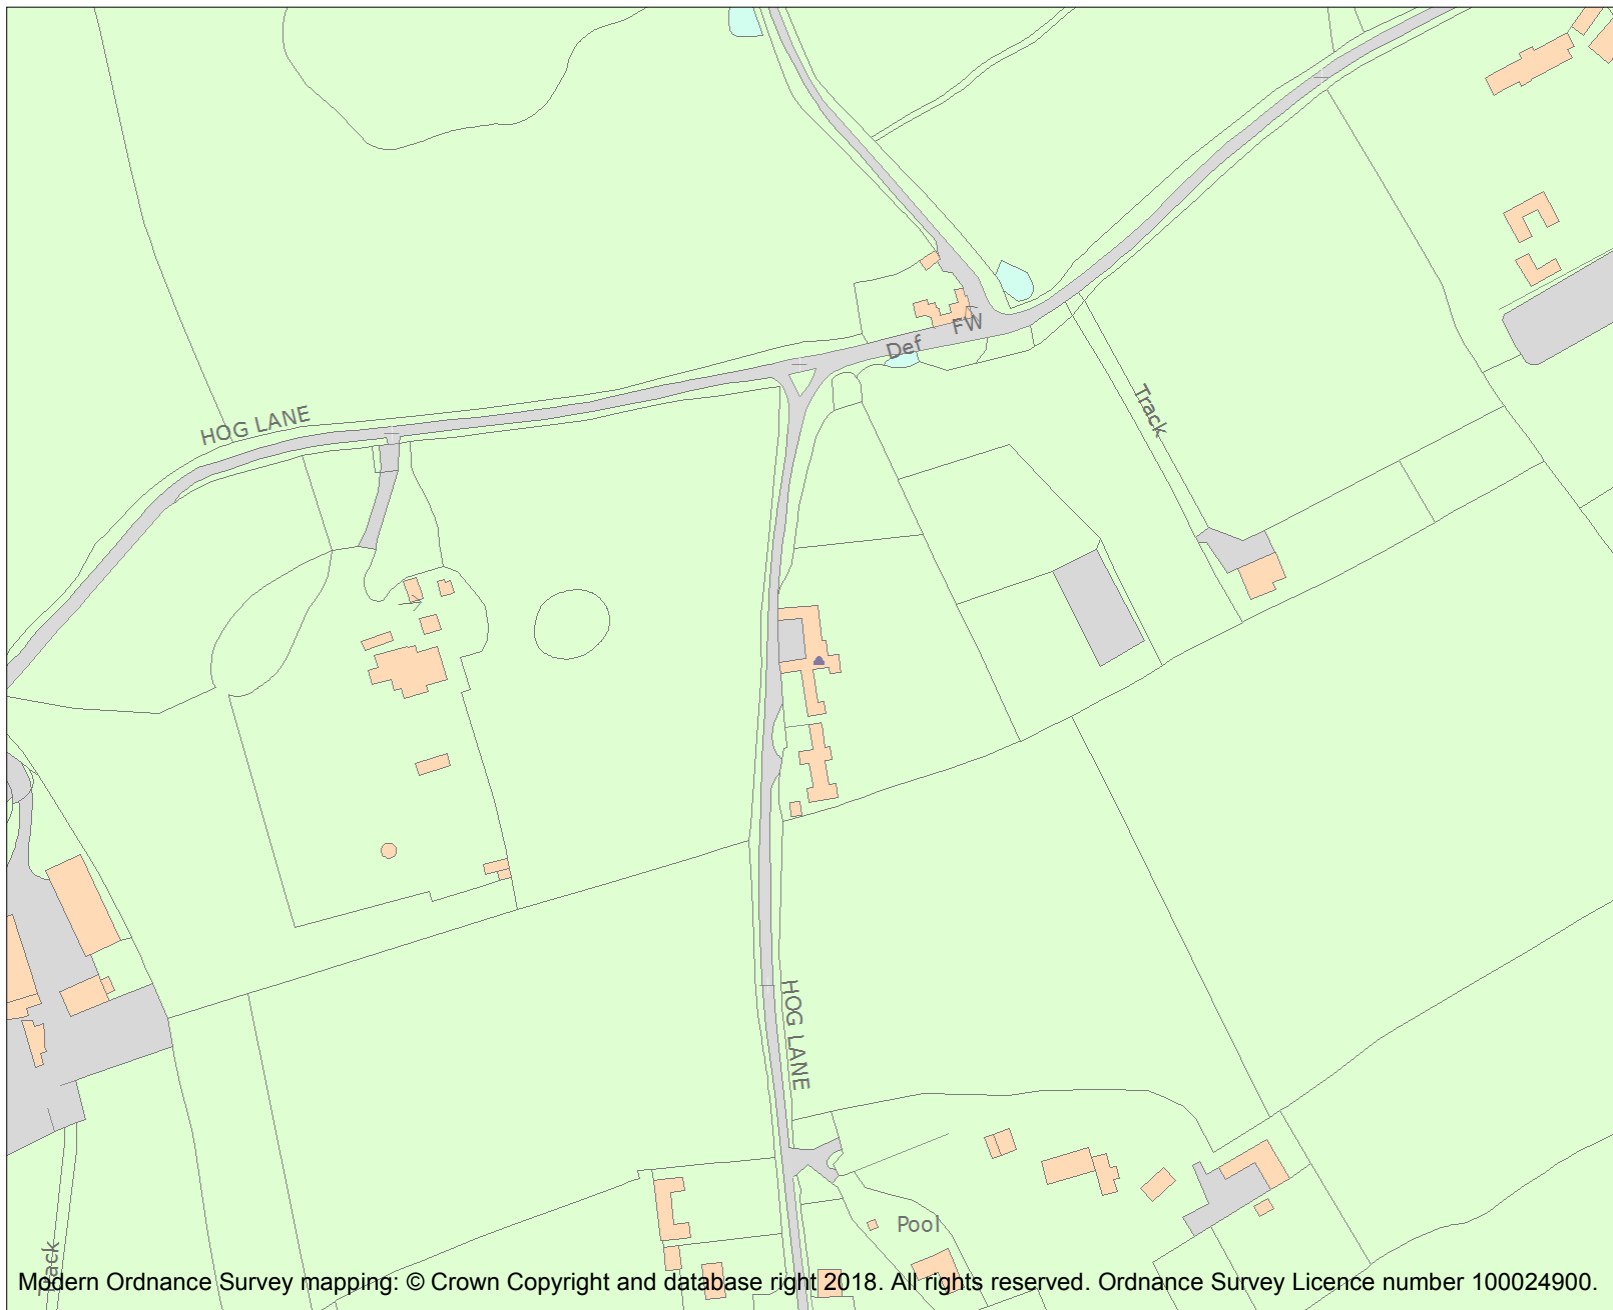 FW
Def
Track
HOG LANE
HOG LANE
Pool
Track
Modern Ordnance Survey mapping: © Crown Copyright and database right 2018. All rights reserved. Ordnance Survey Licence number 100024900.